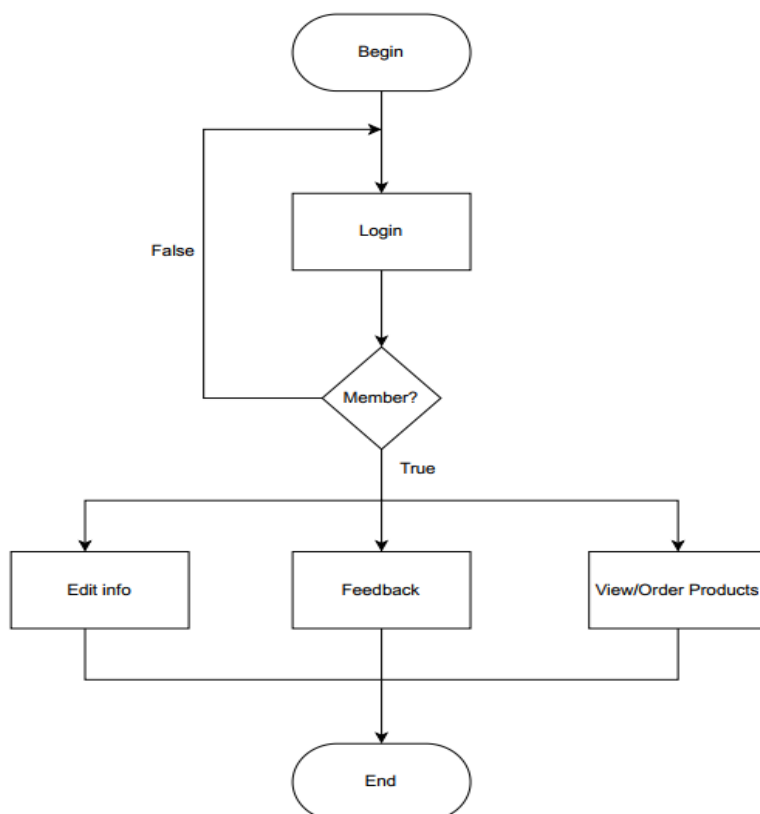 Begin
Login
False
Member?
True
Edit info
Feedback
View/Order Products
End